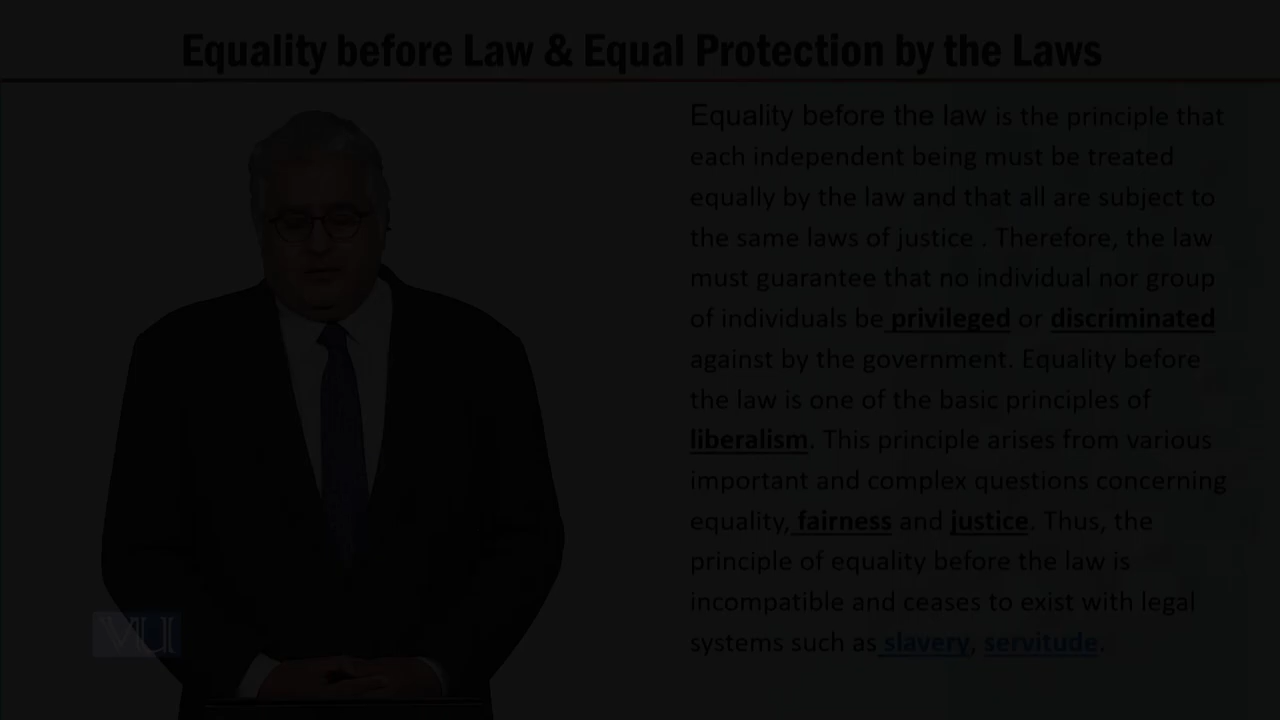 Equality before Law & Equal Protection by the Laws
Equality before the law is the principle that
each independent being must be treated
equally by the law and that all are subject to
the same laws of justice . Therefore, the law
must guarantee that no individual nor group
of individuals be privileged or discriminated
against by the government. Equality before
the law is one of the basic principles of
liberalism. This principle arises from various
important and complex questions concerning
equality, fairness and justice. Thus, the
principle of equality before the law is
incompatible and ceases to exist with legal
systems such as slavery, servitude.
VU